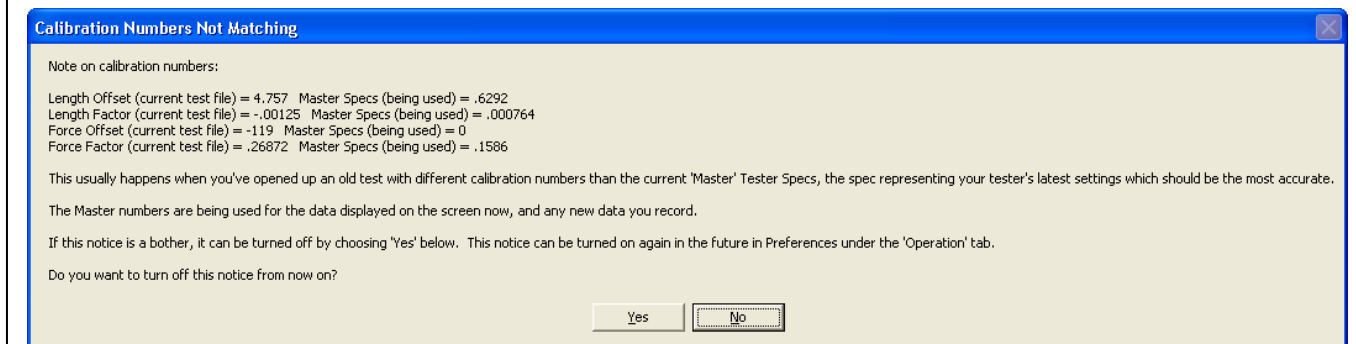 Calibration Numbers Not Matching
Note on calibration numbers:
Length Offset (current test file) = 4.757 Master Specs (being used) = .6292
Length Factor (current test file) = -.00125 Master Specs (being used) = .000764
Force Offset (current test file) = -119 Master Specs (being used) = 0
Force Factor (current test file) = .26872 Master Specs (being used) = .1586
This usually happens when you've opened up an old test with different calibration numbers than the current 'Master' Tester Specs, the spec representing your tester's latest settings which should be the most accurate.
The Master numbers are being used for the data displayed on the screen now, and any new data you record.
If this notice is a bother, it can be turned off by choosing 'Yes' below. This notice can be turned on again in the future in Preferences under the 'Operation' tab.
Do you want to turn off this notice from now on?
Yes No